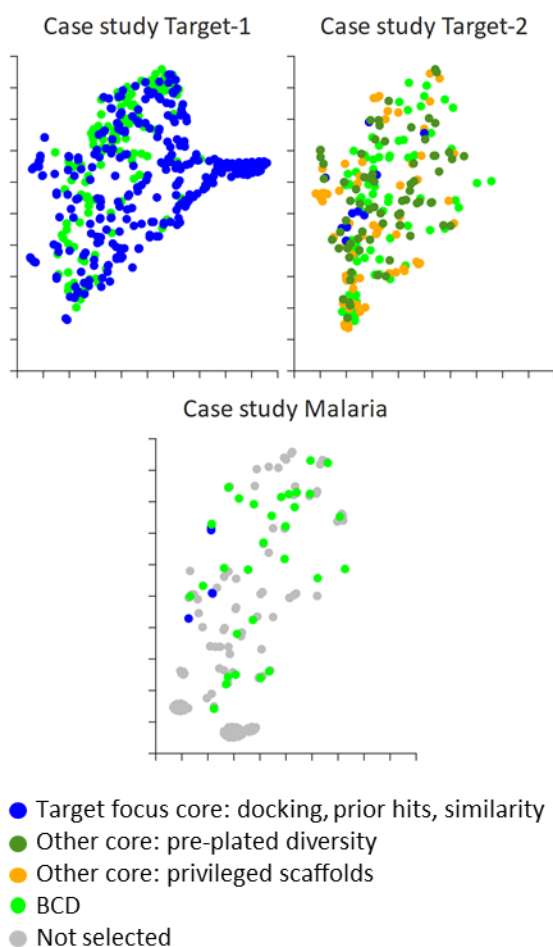 Case study Target-1
Case study Target-2
Case study Malaria
Target focus core: docking, prior hits, similarity
Other core: pre-plated diversity
Other core: privileged scaffolds
BCD
Not selected